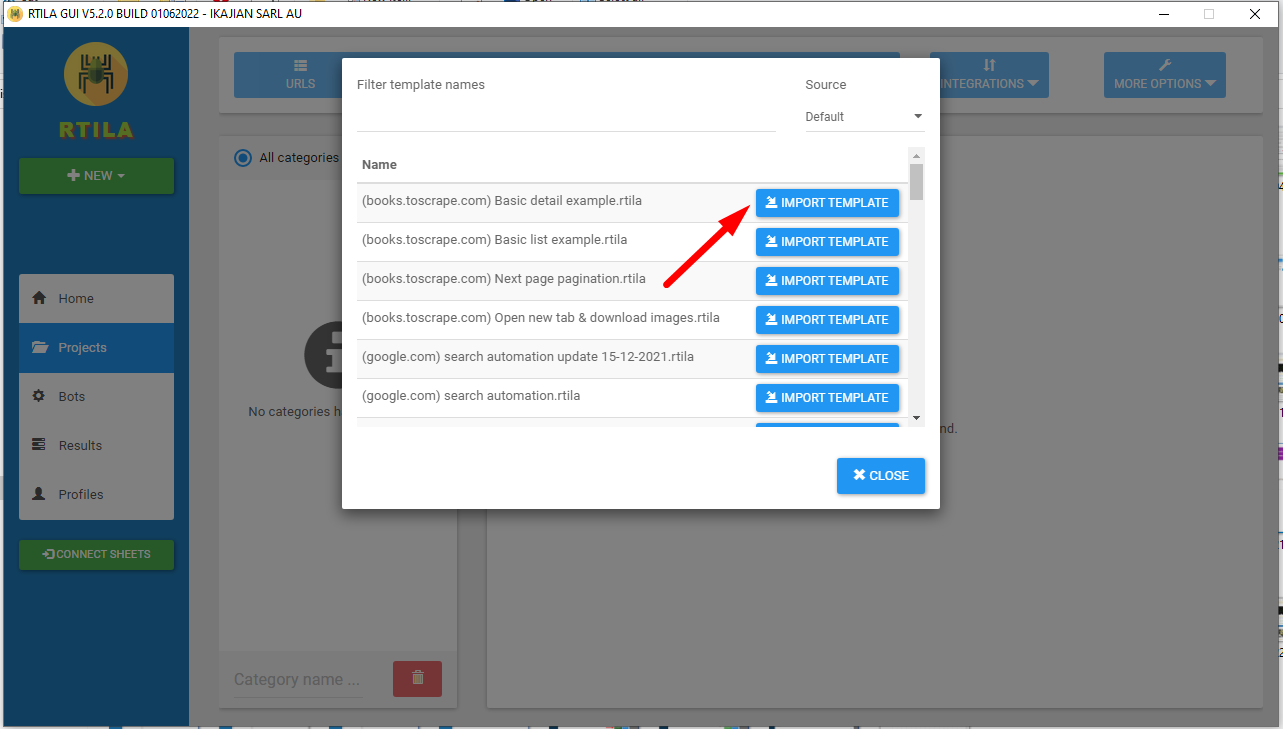 RTILA GUI V5.2.0 BUILD 01062022 - IKAJIAN SARL AU
RTILA
NEW
Home
Projects
Bots
Results
Profiles
CONNECT SHEETS
URLS
INTEGRATIONS
MORE OPTIONS
All categories
No categories h
nd.
Category name ...
Filter template names
Source
Default
Name
(books.toscrape.com) Basic detail example.rtila IMPORT TEMPLATE
(books.toscrape.com) Basic list example.rtila IMPORT TEMPLATE
(books.toscrape.com) Next page pagination.rtila IMPORT TEMPLATE
(books.toscrape.com) Open new tab & download images.rtila IMPORT TEMPLATE
(google.com) search automation update 15-12-2021.rtila IMPORT TEMPLATE
(google.com) search automation.rtila IMPORT TEMPLATE
CLOSE